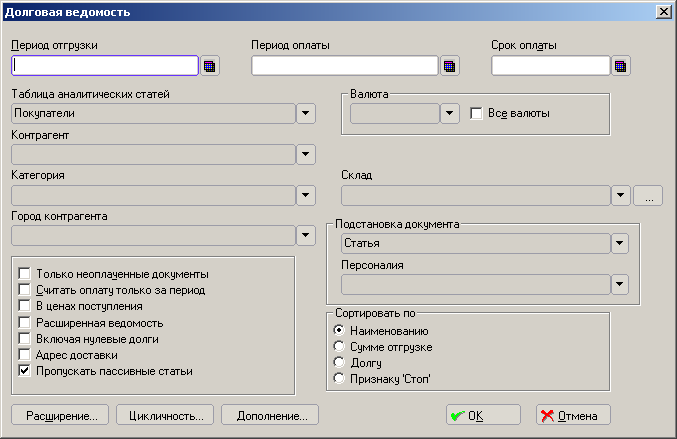 Долговая ведомость
Период отгрузки
Период оплаты
Срок оплаты
Таблица аналитических статей
Покупатели
Валюта
Все валюты
Контрагент
Категория
Склад
...
Город контрагента
Подстановка документа
Статья
Персоналия
Только неоплаченные документы
Считать оплату только за период
В ценах поступления
Расширенная ведомость
Включая нулевые долги
Адрес доставки
Пропускать пассивные статьи
Сортировать по
Наименованию
Сумме отгрузке
Долгу
Признаку 'Стоп'
Расширение...
Цикличность...
Дополнение...
OK
Отмена